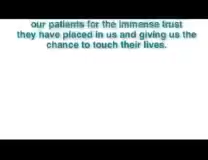 our patients for the immense trust
they have placed in us and giving us the
chance to touch their lives.